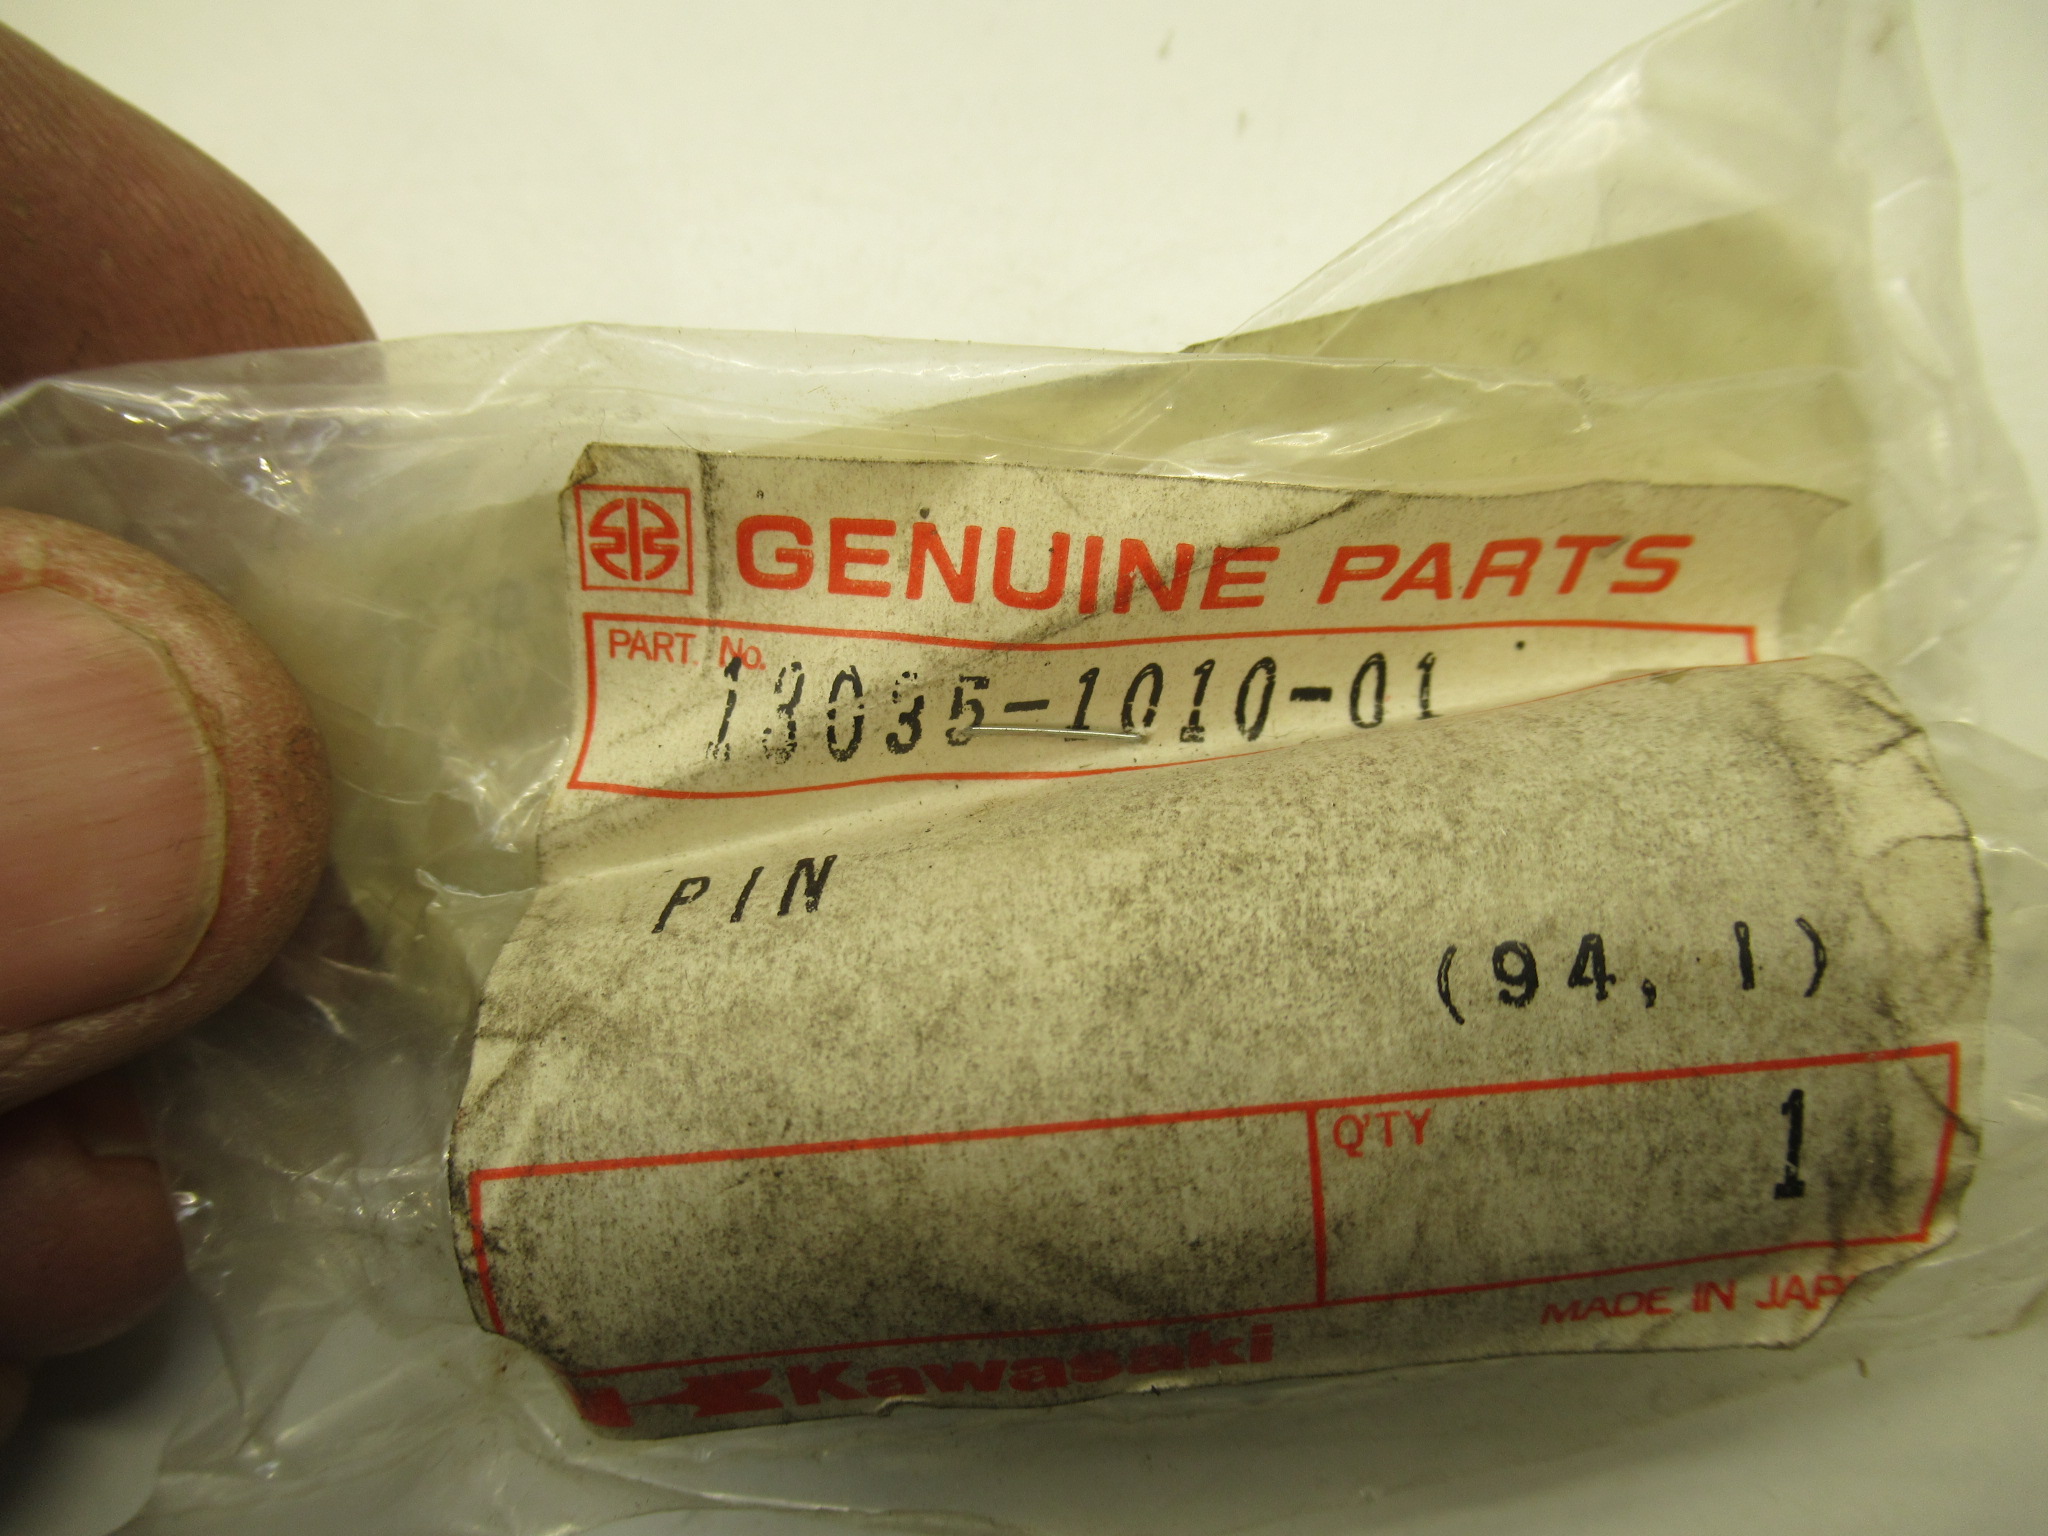 GENUINE PARTS
PART. No.
13035-1010-01
PIN
(94, 1)
Q'TY
1
MADE IN JAP
Kawasaki